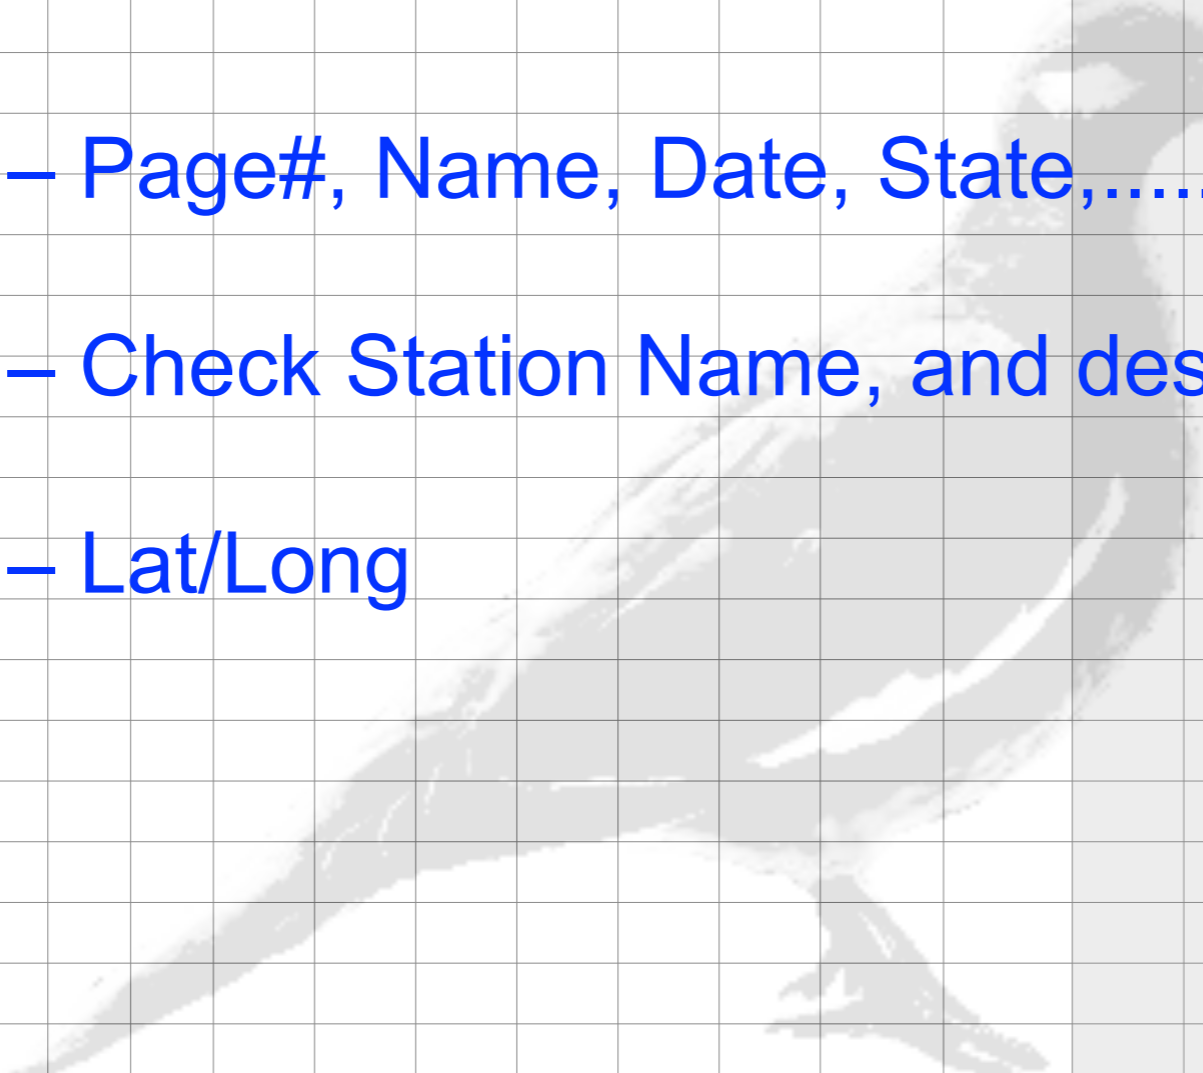 – Page#, Name, Date, State,.....
– Check Station Name, and des
– Lat/Long